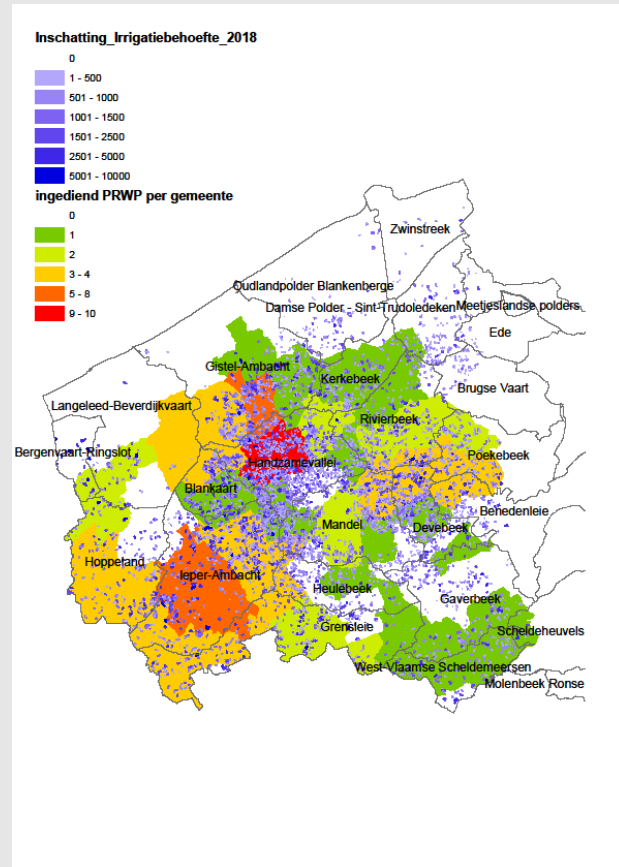 Inschatting_Irrigatiebehoefte_2018
0
1 - 500
501 - 1000
1001 - 1500
1501 - 2500
2501 - 5000
5001 - 10000
ingediend PRWP per gemeente
0
1
2
3 - 4
5 - 8
9 - 10
Zwinstreek
Oudlandpolder Blankenberge
Damse Polder - Sint-Trudoledeken
Meetjeslandse polders
Ede
Gistel-Ambacht
Kerkebeek
Brugse Vaart
Langeleed-Beverdijkvaart
Rivierbeek
Bergenvaart-Ringslot
Handzamevallei
Poekebeek
Blankaart
Benedenleie
Mandel
Devebeek
Hoppeland
Ieper-Ambacht
Heulebeek
Gaverbeek
Grensleie
Scheldeheuvels
West-Vlaamse Scheldemeersen
Molenbeek Ronse